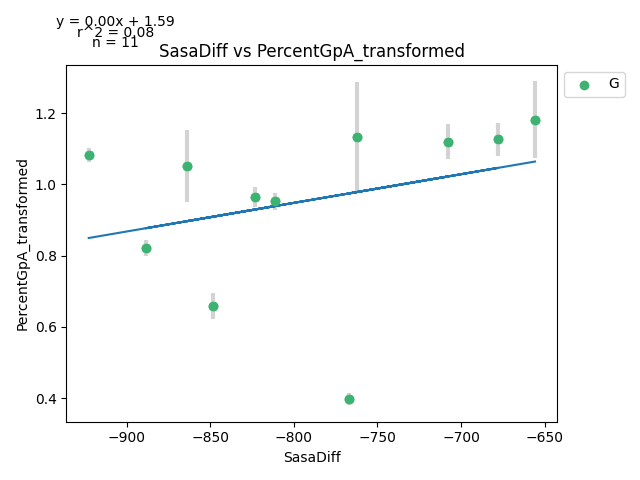 y = 0.00x + 1.59
r^2 = 0.08
n = 11
SasaDiff vs PercentGpA_transformed
G
PercentGpA_transformed
1.2
1.0
0.8
0.6
0.4
−900
−850
−800
−750
−700
−650
SasaDiff